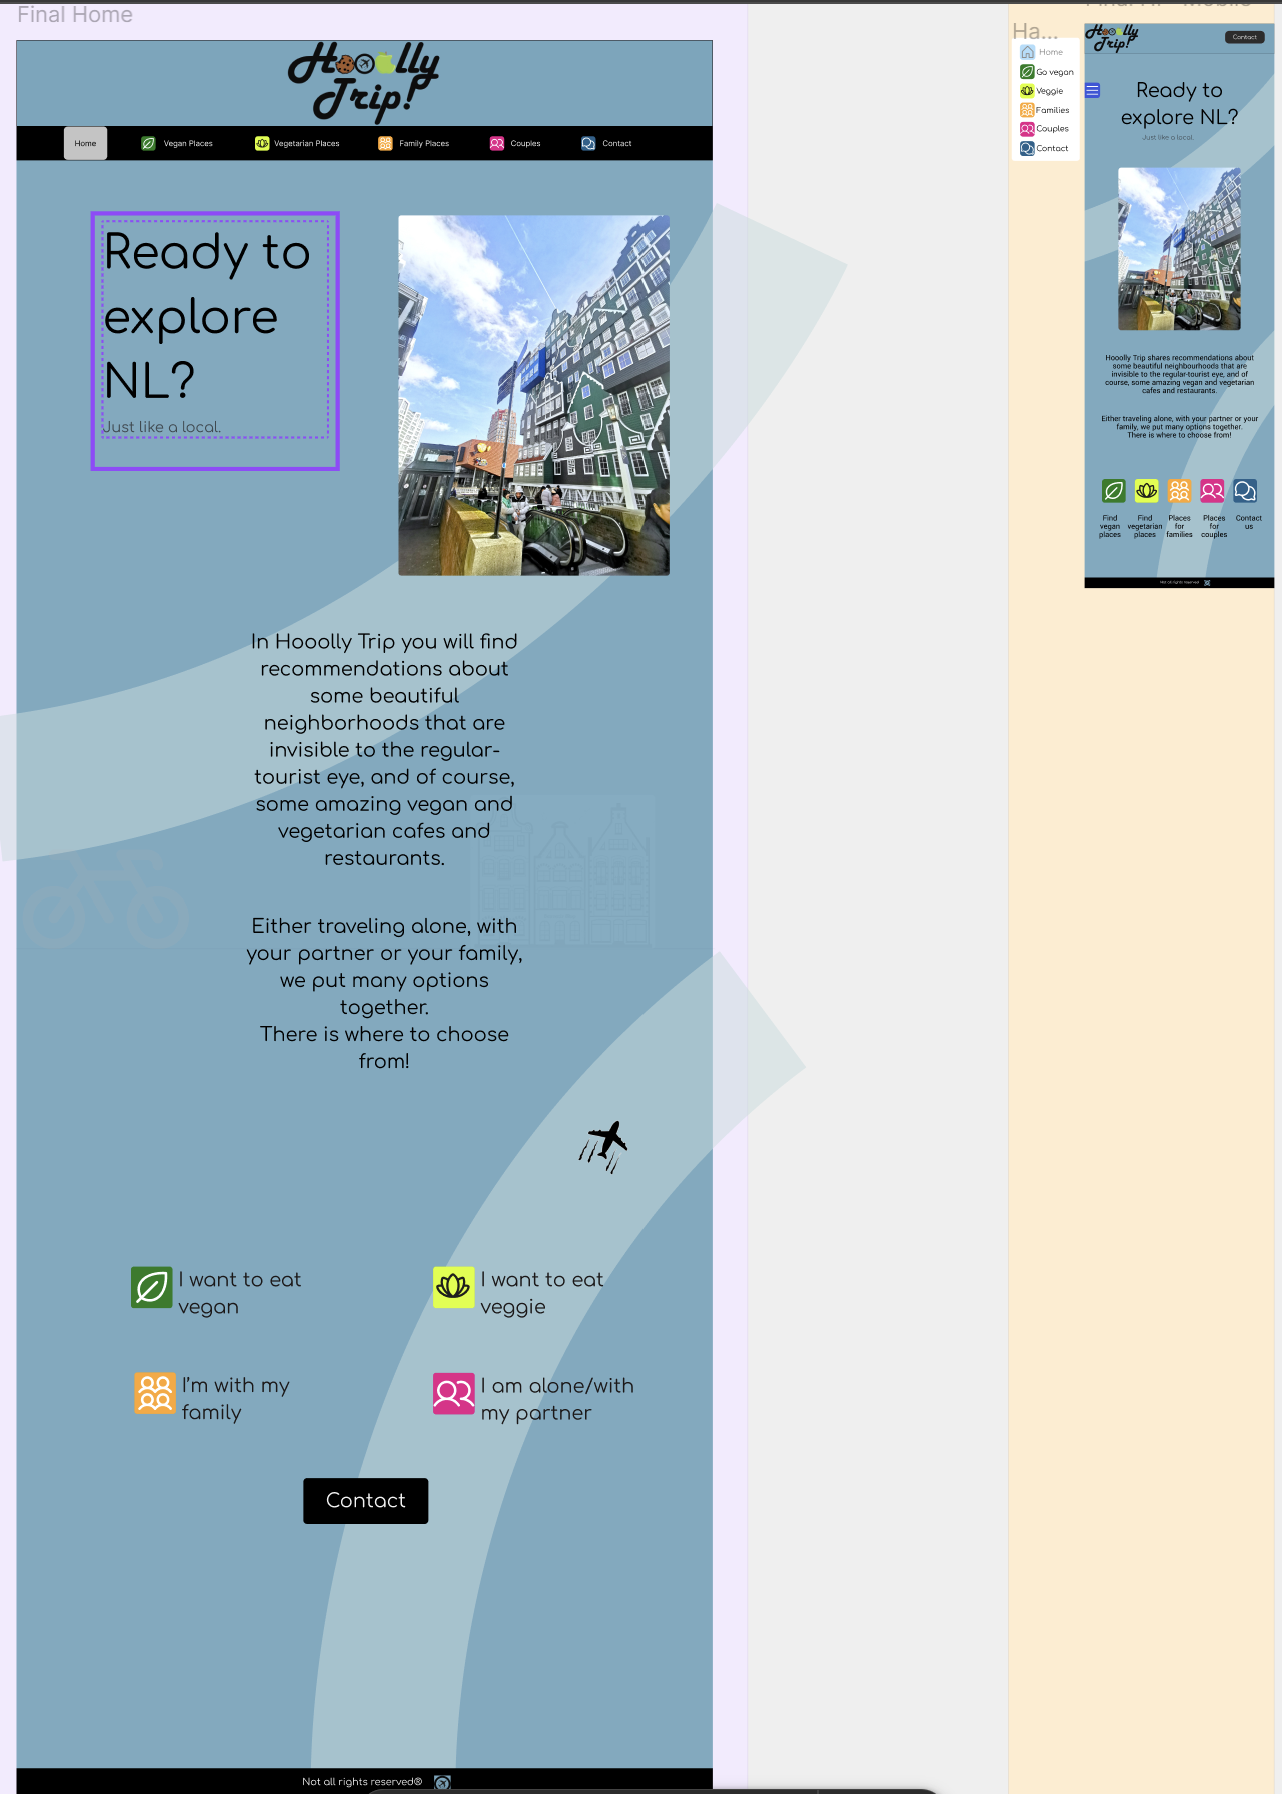 Final Home
Hooolly
Trip!
Home
Vegan Places
Vegetarian Places
Family Places
Couples
Contact
Ready to
explore
NL?
Just like a local.
In Hooolly Trip you will find
recommendations about
some beautiful
neighborhoods that are
invisible to the regular-
tourist eye, and of course,
some amazing vegan and
vegetarian cafes and
restaurants.
Either traveling alone, with
your partner or your family,
we put many options
together.
There is where to choose
from!
I want to eat
vegan
I want to eat
veggie
I'm with my
family
I am alone/with
my partner
Contact
Not all rights reserved®
Ha...
Home
Go vegan
Veggie
Families
Couples
Contact
Hooolly
Trip!
Contact
Ready to
explore NL?
Just like a local.
Hooolly Trip shares recommendations about
some beautiful neighbourhoods that are
invisible to the regular-tourist eye, and of
course, some amazing vegan and vegetarian
cafes and restaurants.
Either traveling alone, with your partner or your
family, we put many options together.
There is where to choose from!
Find
vegan
places
Find
vegetarian
places
Places
for
families
Places
for
couples
Contact
us
Not all rights reserved